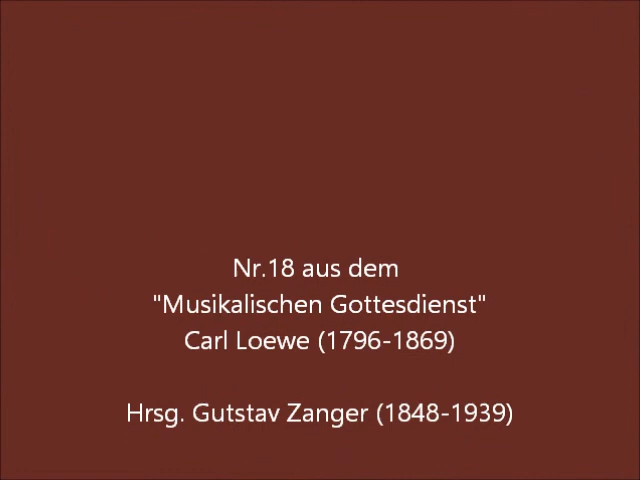 Nr.18 aus dem
"Musikalischen Gottesdienst"
Carl Loewe (1796-1869)
Hrsg. Gutstav Zanger (1848-1939)